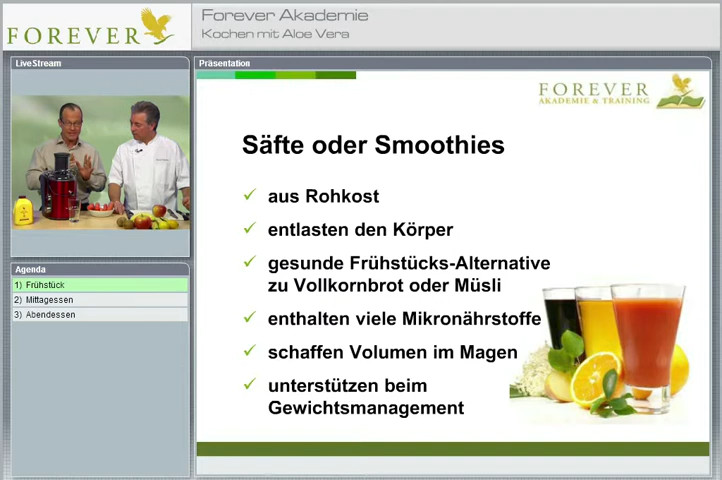 FOREVER
Forever Akademie
Kochen mit Aloe Vera
LiveStream
Präsentation
FOREVER
AKADEMIE & TRAINING
Säfte oder Smoothies
aus Rohkost
entlasten den Körper
gesunde Frühstücks-Alternative
zu Vollkornbrot oder Müsli
enthalten viele Mikronährstoffe
schaffen Volumen im Magen
unterstützen beim
Gewichtsmanagement
Agenda
1) Frühstück
2) Mittagessen
3) Abendessen